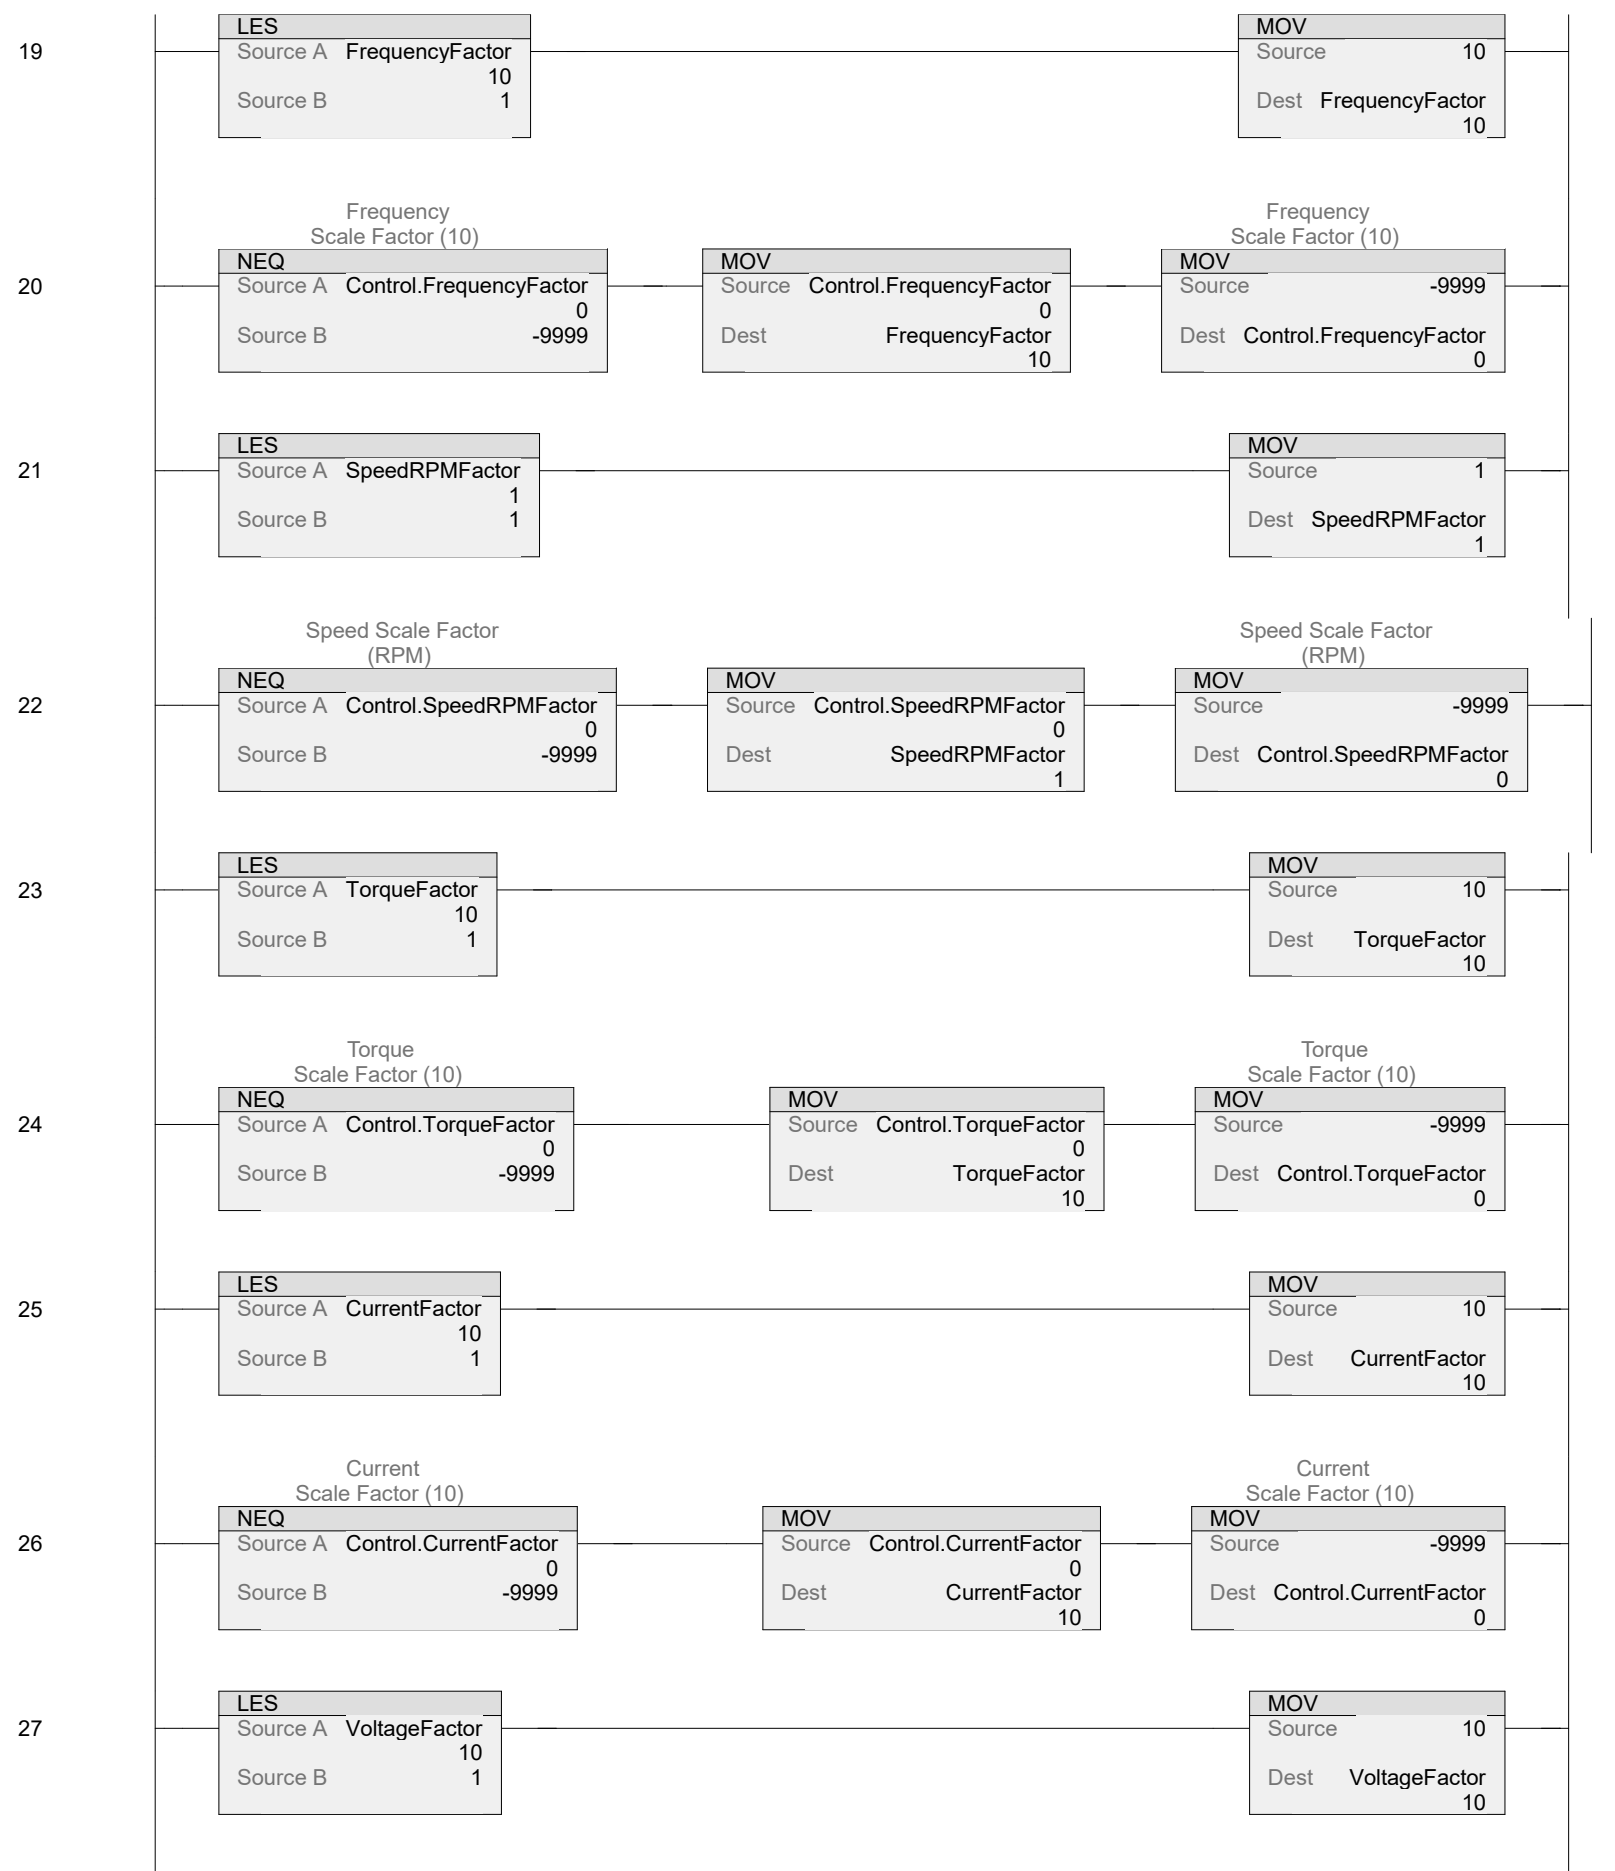 19
LES
Source A FrequencyFactor
10
Source B 1
MOV
Source 10
Dest FrequencyFactor
10
Frequency
Scale Factor (10)
Frequency
Scale Factor (10)
20
NEQ
Source A Control.FrequencyFactor
0
Source B -9999
MOV
Source Control.FrequencyFactor
0
Dest FrequencyFactor
10
MOV
Source -9999
Dest Control.FrequencyFactor
0
21
LES
Source A SpeedRPMFactor
1
Source B 1
MOV
Source 1
Dest SpeedRPMFactor
1
Speed Scale Factor
(RPM)
Speed Scale Factor
(RPM)
22
NEQ
Source A Control.SpeedRPMFactor
0
Source B -9999
MOV
Source Control.SpeedRPMFactor
0
Dest SpeedRPMFactor
1
MOV
Source -9999
Dest Control.SpeedRPMFactor
0
23
LES
Source A TorqueFactor
10
Source B 1
MOV
Source 10
Dest TorqueFactor
10
Torque
Scale Factor (10)
Torque
Scale Factor (10)
24
NEQ
Source A Control.TorqueFactor
0
Source B -9999
MOV
Source Control.TorqueFactor
0
Dest TorqueFactor
10
MOV
Source -9999
Dest Control.TorqueFactor
0
25
LES
Source A CurrentFactor
10
Source B 1
MOV
Source 10
Dest CurrentFactor
10
Current
Scale Factor (10)
Current
Scale Factor (10)
26
NEQ
Source A Control.CurrentFactor
0
Source B -9999
MOV
Source Control.CurrentFactor
0
Dest CurrentFactor
10
MOV
Source -9999
Dest Control.CurrentFactor
0
27
LES
Source A VoltageFactor
10
Source B 1
MOV
Source 10
Dest VoltageFactor
10